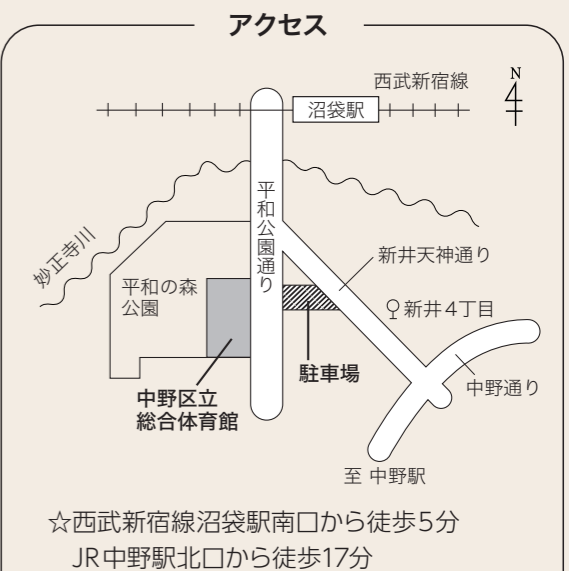 アクセス
西武新宿線
N
沼袋駅
平和公園通り
妙正寺川
新井天神通り
平和の森
公園
新井4丁目
駐車場
中野通り
中野区立
総合体育館
至 中野駅
☆西武新宿線沼袋駅南口から徒歩5分
JR中野駅北口から徒歩17分